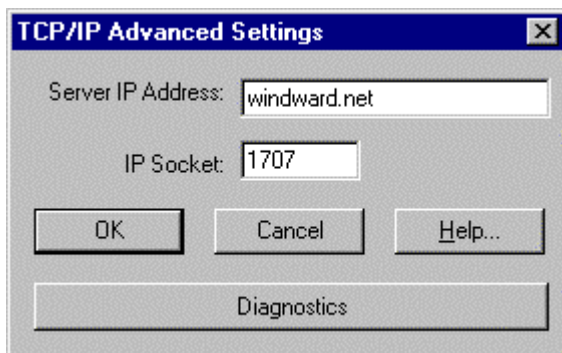 TCP/IP Advanced Settings
Server IP Address: windward.net
IP Socket: 1707
OK Cancel Help...
Diagnostics